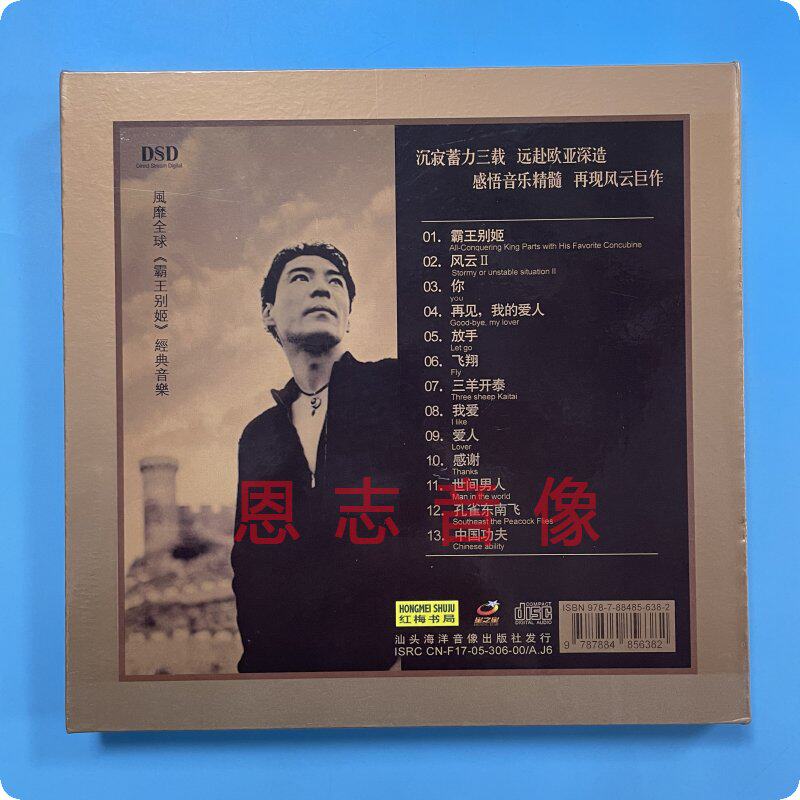 DSD
Direct Stream Digital
風靡全球《霸王别姬》經典音樂
沉寂蓄力三载 远赴欧亚深造
感悟音乐精髓 再现风云巨作
01. 霸王别姬
All-Conquering King Parts with His Favorite Concubine
02. 风云Ⅱ
Stormy or unstable situation II
03. 你
you
04. 再见，我的爱人
Good-bye, my lover
05. 放手
Let go
06. 飞翔
Fly
07. 三羊开泰
Three sheep Kaitai
08. 我爱
I like
09. 爱人
Lover
10. 感谢
Thanks
11. 世间男人
Man in the world
12. 孔雀东南飞
Southeast the Peacock Flies
13. 中国功夫
Chinese ability
恩志音像
HONGMEI SHUJU
红梅书局
星之星
COMPACT
disc
DIGITAL AUDIO
汕头海洋音像出版社发行
ISRC CN-F17-05-306-00/A.J6
ISBN 978-7-88485-638-2
9 787884 856382